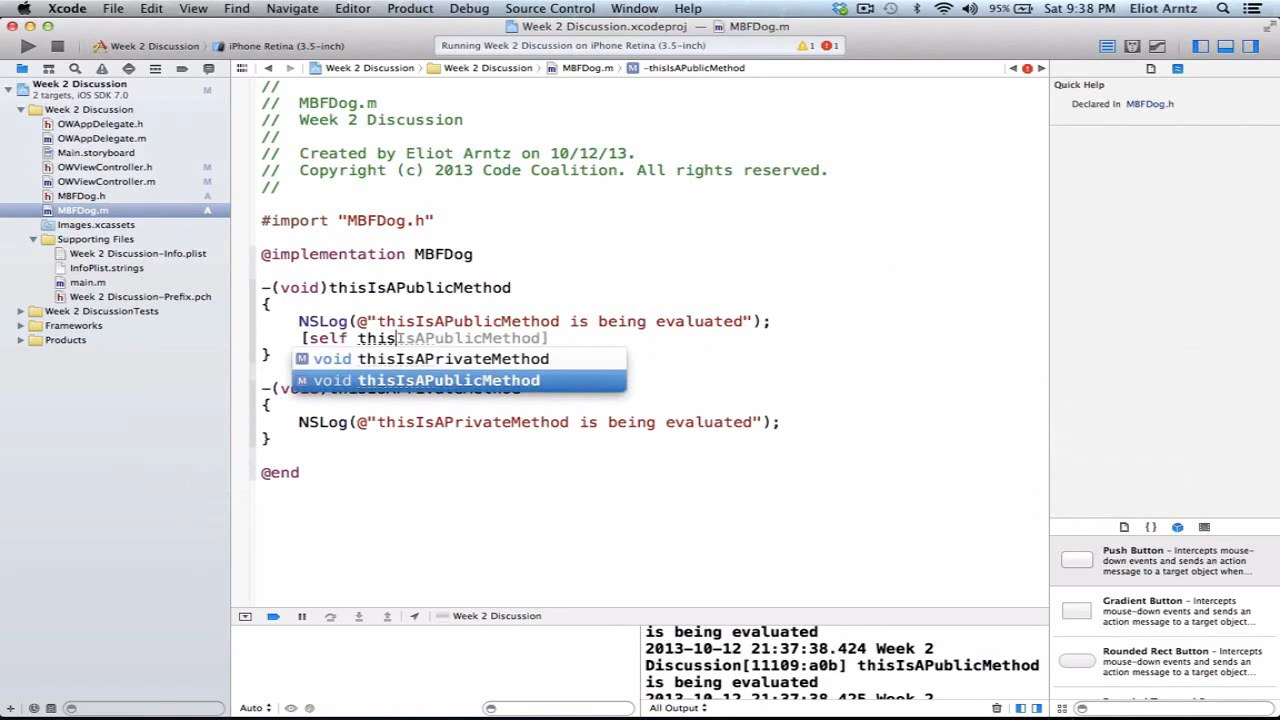 Xcode File Edit View Find Navigate Editor Product Debug Source Control Window Help 95% Sat 9:38 PM Eliot Arntz
Week 2 Discussion.xcodeproj — MBFDog.m
Week 2 Discussion iPhone Retina (3.5-inch) Running Week 2 Discussion on iPhone Retina (3.5-inch) 1 1
Week 2 Discussion Week 2 Discussion MBFDog.m -thisIsAPublicMethod
Week 2 Discussion M
2 targets, iOS SDK 7.0
Week 2 Discussion
OWAppDelegate.h
OWAppDelegate.m
Main.storyboard
OWViewController.h M
OWViewController.m M
MBFDog.h A
MBFDog.m A
Images.xcassets
Supporting Files
Week 2 Discussion-Info.plist
InfoPlist.strings
main.m
Week 2 Discussion-Prefix.pch
Week 2 DiscussionTests
Frameworks
Products
//
// MBFDog.m
// Week 2 Discussion
//
// Created by Eliot Arntz on 10/12/13.
// Copyright (c) 2013 Code Coalition. All rights reserved.
//
#import "MBFDog.h"
@implementation MBFDog
-(void)thisIsAPublicMethod
{
NSLog(@"thisIsAPublicMethod is being evaluated");
[self thisIsAPublicMethod]
}
M void thisIsAPrivateMethod
M void thisIsAPublicMethod
{
NSLog(@"thisIsAPrivateMethod is being evaluated");
}
@end
Quick Help
Declared In MBFDog.h
Push Button - Intercepts mouse-
down events and sends an action
message to a target object when...
Gradient Button - Intercepts
mouse-down events and sends an
action message to a target object...
Rounded Rect Button - Intercepts
mouse-down events and sends an
action message to a target object...
Week 2 Discussion
is being evaluated
2013-10-12 21:37:38.424 Week 2
Discussion[11109:a0b] thisIsAPublicMethod
is being evaluated
2013-10-12 21:37:38.425 Week 2
Auto
All Output